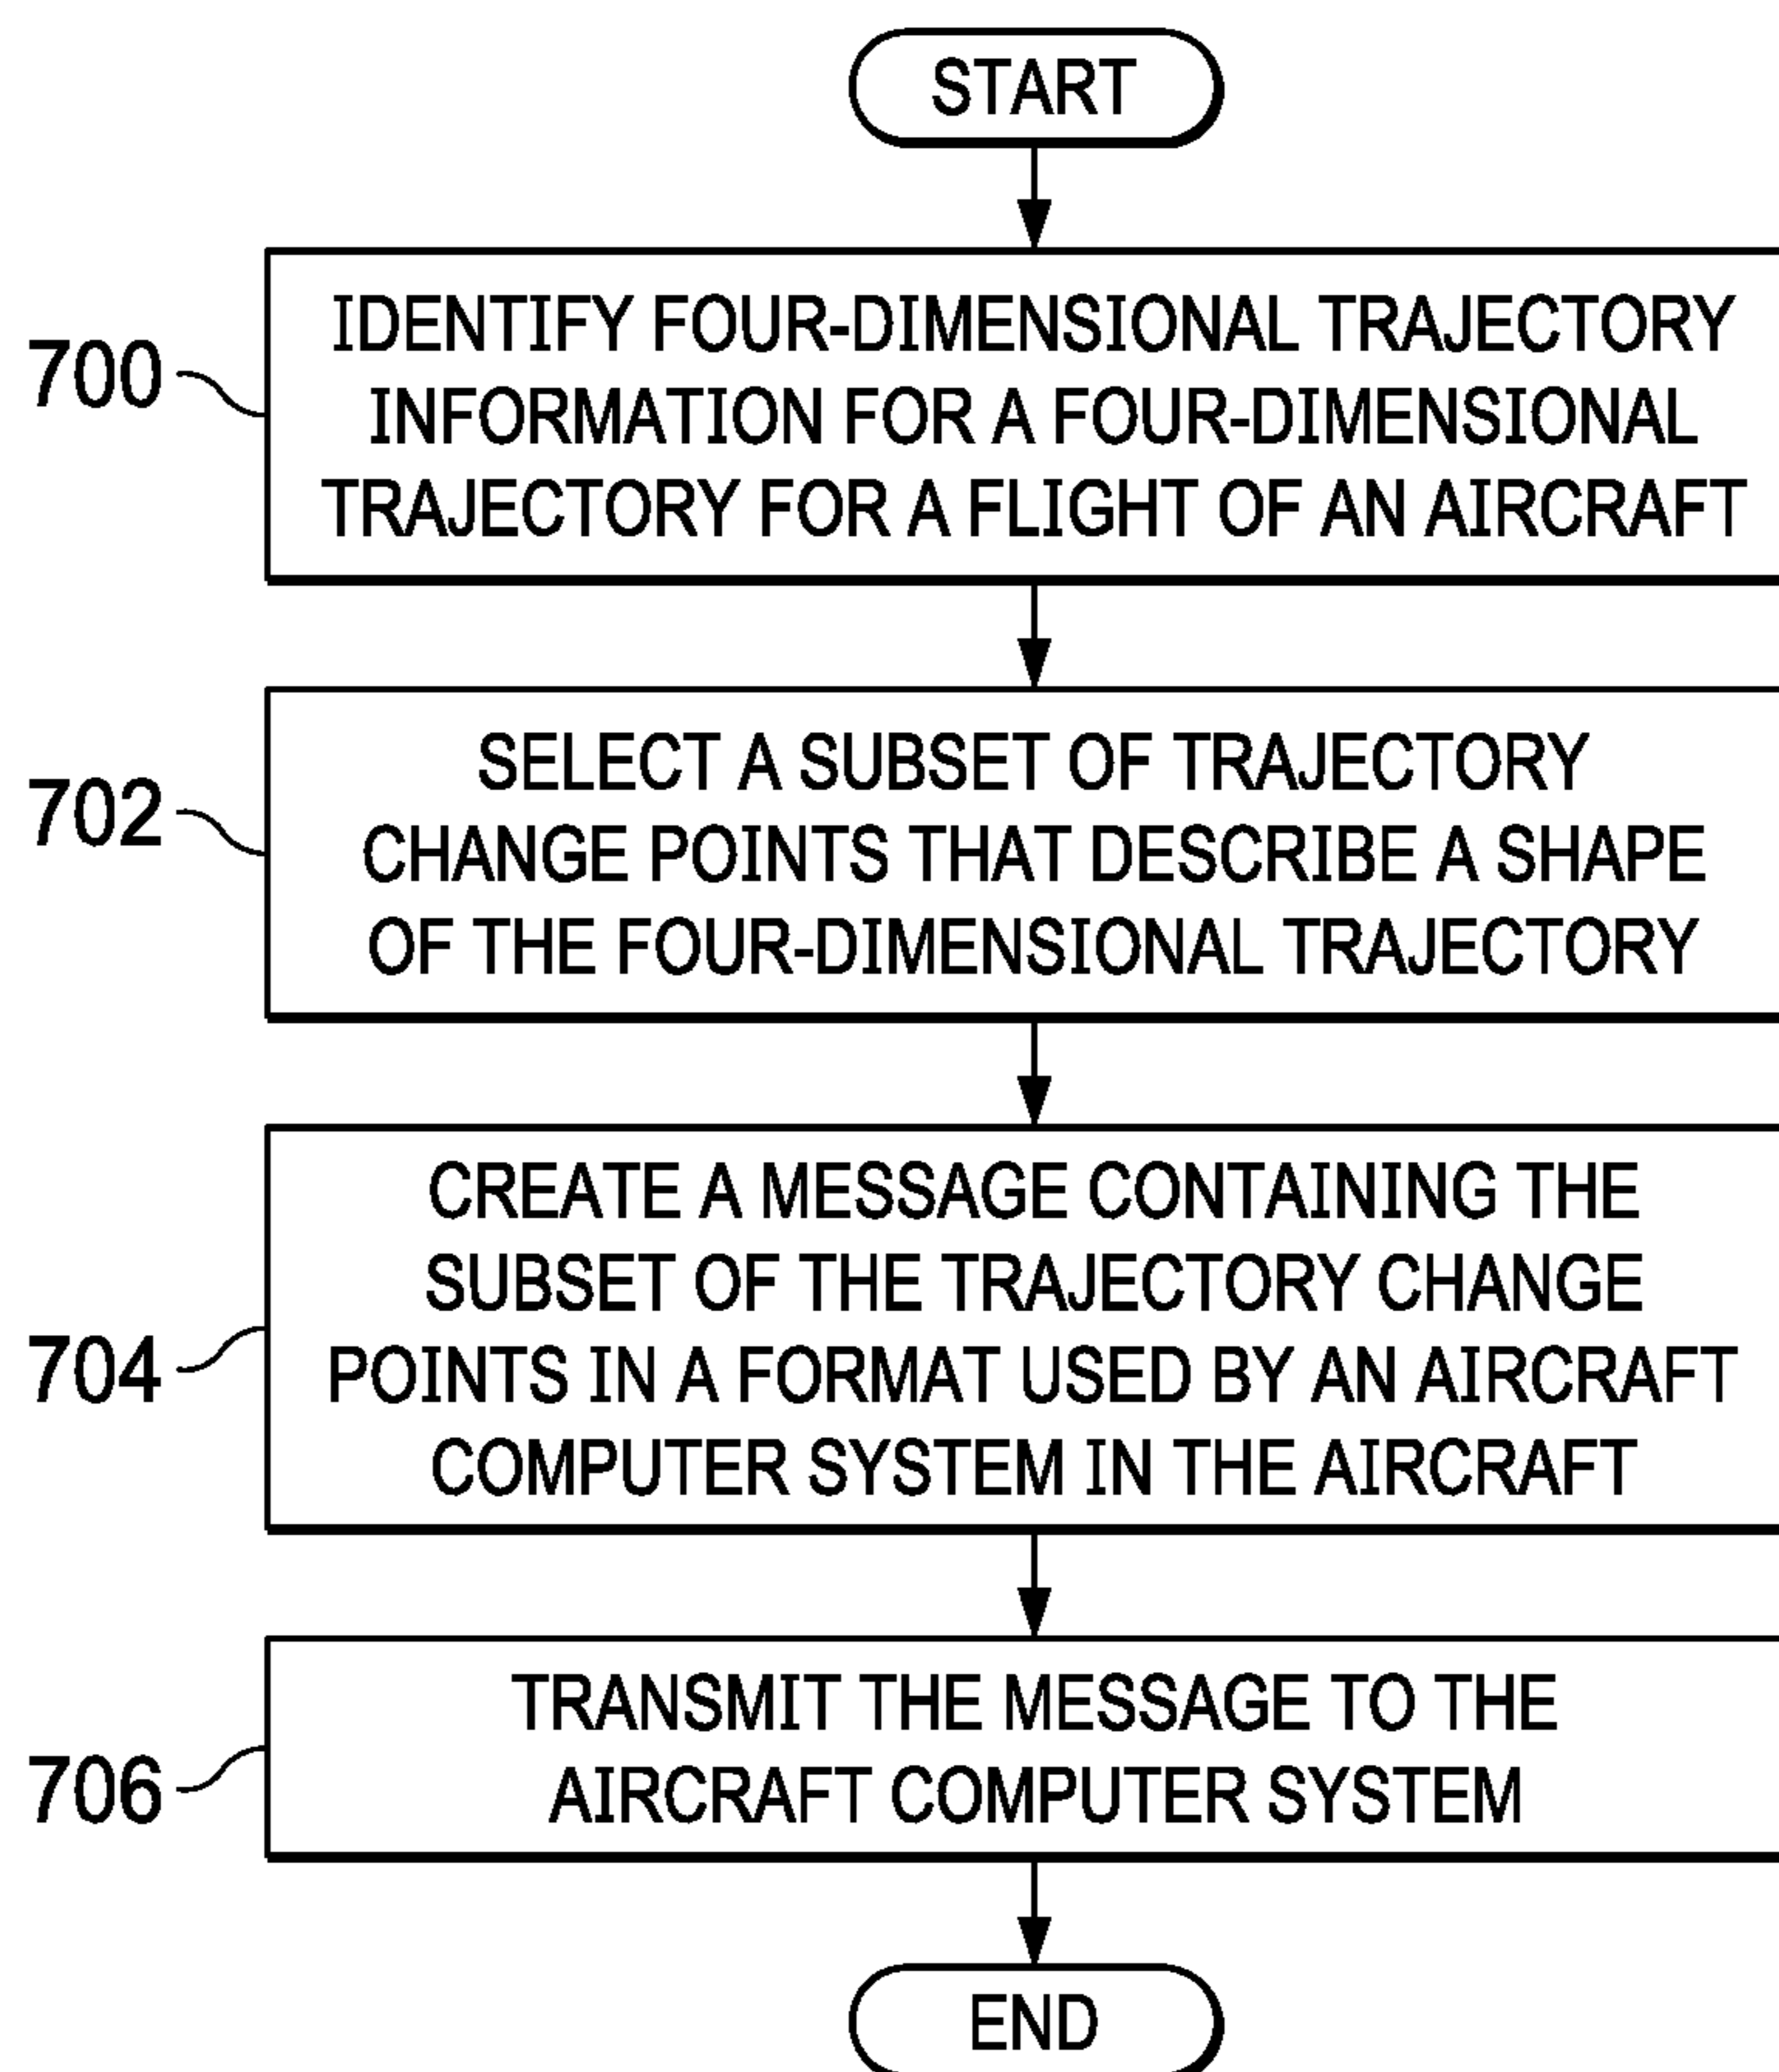 START
700
IDENTIFY FOUR-DIMENSIONAL TRAJECTORY
INFORMATION FOR A FOUR-DIMENSIONAL
TRAJECTORY FOR A FLIGHT OF AN AIRCRAFT
702
SELECT A SUBSET OF TRAJECTORY
CHANGE POINTS THAT DESCRIBE A SHAPE
OF THE FOUR-DIMENSIONAL TRAJECTORY
704
CREATE A MESSAGE CONTAINING THE
SUBSET OF THE TRAJECTORY CHANGE
POINTS IN A FORMAT USED BY AN AIRCRAFT
COMPUTER SYSTEM IN THE AIRCRAFT
706
TRANSMIT THE MESSAGE TO THE
AIRCRAFT COMPUTER SYSTEM
END